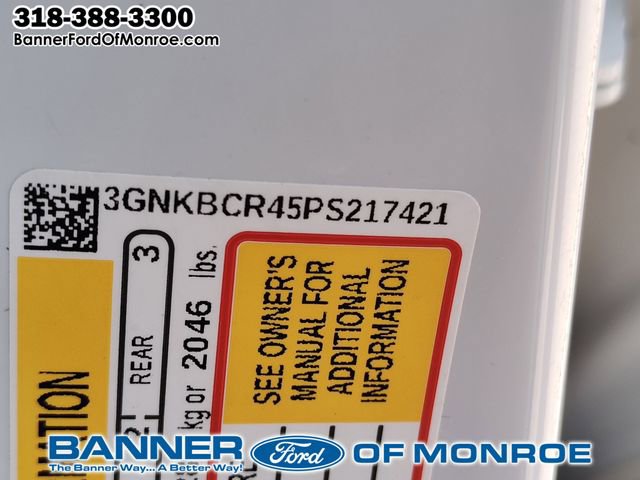 318-388-3300
BannerFordOfMonroe.com
3GNKBCR45PS217421
REAR 3
kg or 2046 lbs.
SEE OWNER'S
MANUAL FOR
ADDITIONAL
INFORMATION
BANNER Ford OF MONROE
The Banner Way... A Better Way!